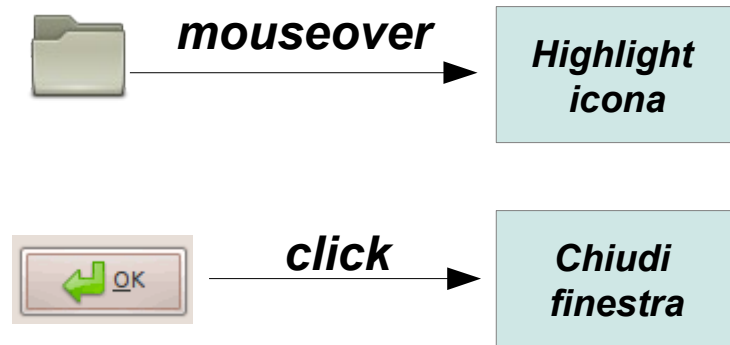 mouseover
Highlight
icona
click
OK
Chiudi
finestra